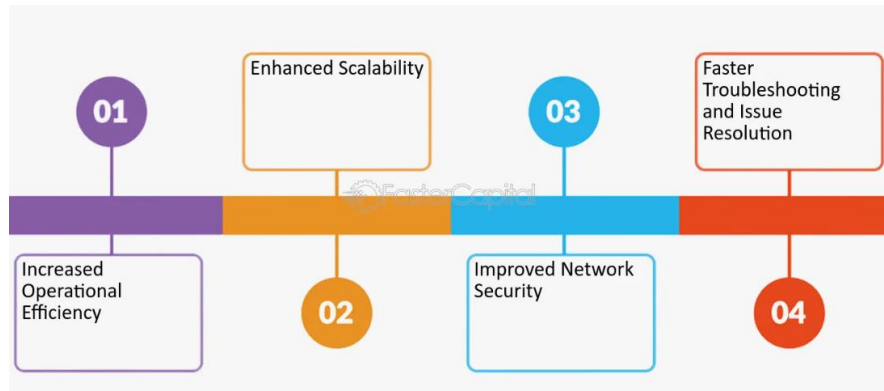 01
Increased
Operational
Efficiency
Enhanced Scalability
02
03
Improved Network
Security
Faster
Troubleshooting
and Issue
Resolution
04
FasterCapital